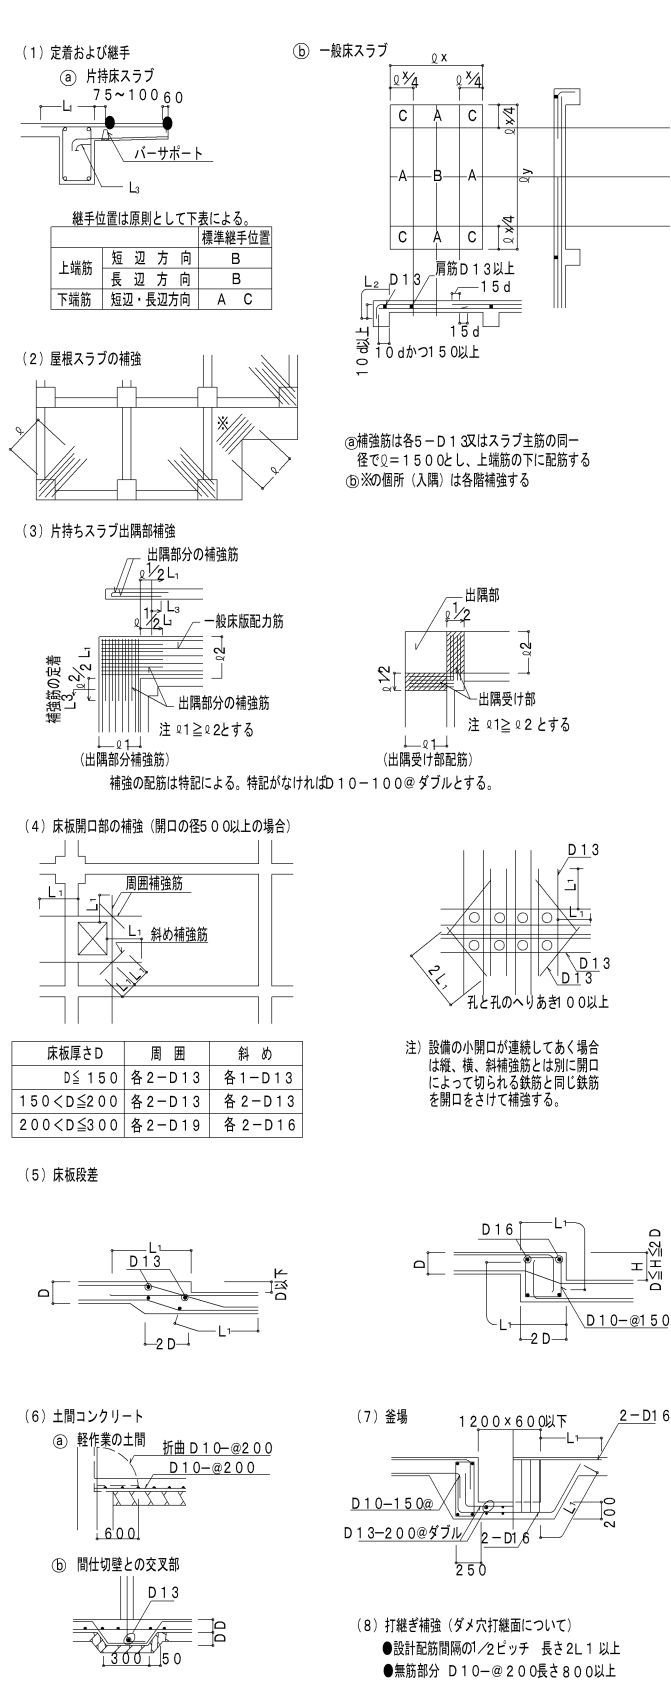 (1) 定着および継手
ⓐ 片持床スラブ
75～100 60
L₁
バーサポート
L₃
継手位置は原則として下表による。
標準継手位置
上端筋 短 辺 方 向 B
長 辺 方 向 B
下端筋 短辺・長辺方向 A C
ⓑ 一般床スラブ
ℓx
ℓx/4 ℓx/4
C A C
ℓx/4
A B A
ℓy
C A C
ℓx/4
肩筋D13以上
L₂ D13
15d
15d
10d以上
10dかつ150以上
(2) 屋根スラブの補強
ℓ
※
ℓ
ⓐ補強筋は各5－D13又はスラブ主筋の同一
径でℓ＝1500とし、上端筋の下に配筋する
ⓑ※の個所（入隅）は各階補強する
(3) 片持ちスラブ出隅部補強
出隅部分の補強筋
ℓ 1/2 L₁
L₃
1/2 L₁
一般床版配力筋
ℓ2
補強筋の定着
L₃ ℓ2/2 L₁
出隅部分の補強筋
注 ℓ1≧ℓ2とする
ℓ1
（出隅部分補強筋）
出隅部
ℓ1/2
ℓ2
ℓ1/2
出隅受け部
注 ℓ1≧ℓ2 とする
ℓ1
（出隅受け部配筋）
補強の配筋は特記による。特記がなければD10－100@ダブルとする。
(4) 床板開口部の補強（開口の径500以上の場合）
L₁
周囲補強筋
L₁
L₁
斜め補強筋
L₁ L₁
D13
L₁
L₁
D13
D13
2L₁
孔と孔のへりあき100以上
床板厚さD 周 囲 斜 め
D≦150 各2－D13 各1－D13
150＜D≦200 各2－D13 各2－D13
200＜D≦300 各2－D19 各2－D16
注）設備の小開口が連続してあく場合
は縦、横、斜補強筋とは別に開口
によって切られる鉄筋と同じ鉄筋
を開口をさけて補強する。
(5) 床板段差
L₁
D13
D
D以下
L₁
2D
L₁
D16
D
H
D≦H≦2D
L₁
D10－@150
2D
(6) 土間コンクリート
ⓐ 軽作業の土間
折曲D10－@200
D10－@200
600
ⓑ 間仕切壁との交叉部
D13
DD
300 50
(7) 釜場
1200×600以下
2－D16
L₁
D10－150@
L₁
200
D13－200@ダブル
2－D16
250
(8) 打継ぎ補強（ダメ穴打継面について）
●設計配筋間隔の1/2ピッチ 長さ2L1以上
●無筋部分 D10－@200長さ800以上